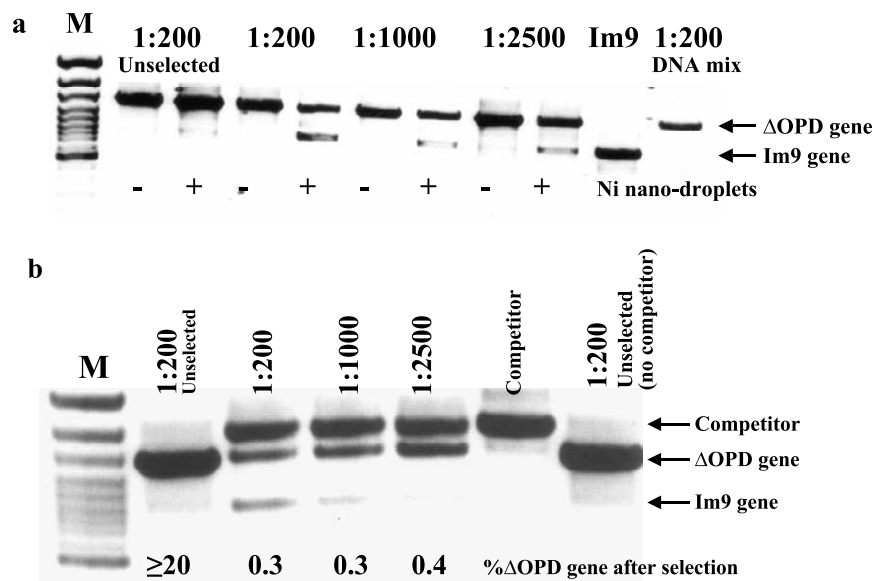 a
M 1:200 1:200 1:1000 1:2500 Im9 1:200
Unselected DNA mix
ΔOPD gene
Im9 gene
- + - + - + - + Ni nano-droplets
b
M
1:200 Unselected
1:200
1:1000
1:2500
Competitor
1:200 Unselected (no competitor)
Competitor
ΔOPD gene
Im9 gene
≥20 0.3 0.3 0.4 %ΔOPD gene after selection